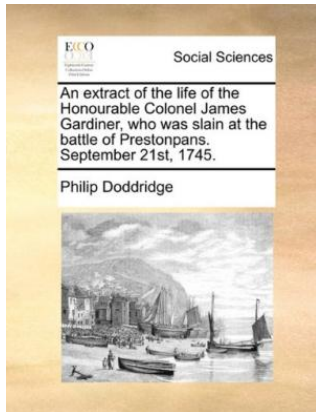 ECCO
Social Sciences
An extract of the life of the
Honourable Colonel James
Gardiner, who was slain at the
battle of Prestonpans.
September 21st, 1745.
Philip Doddridge